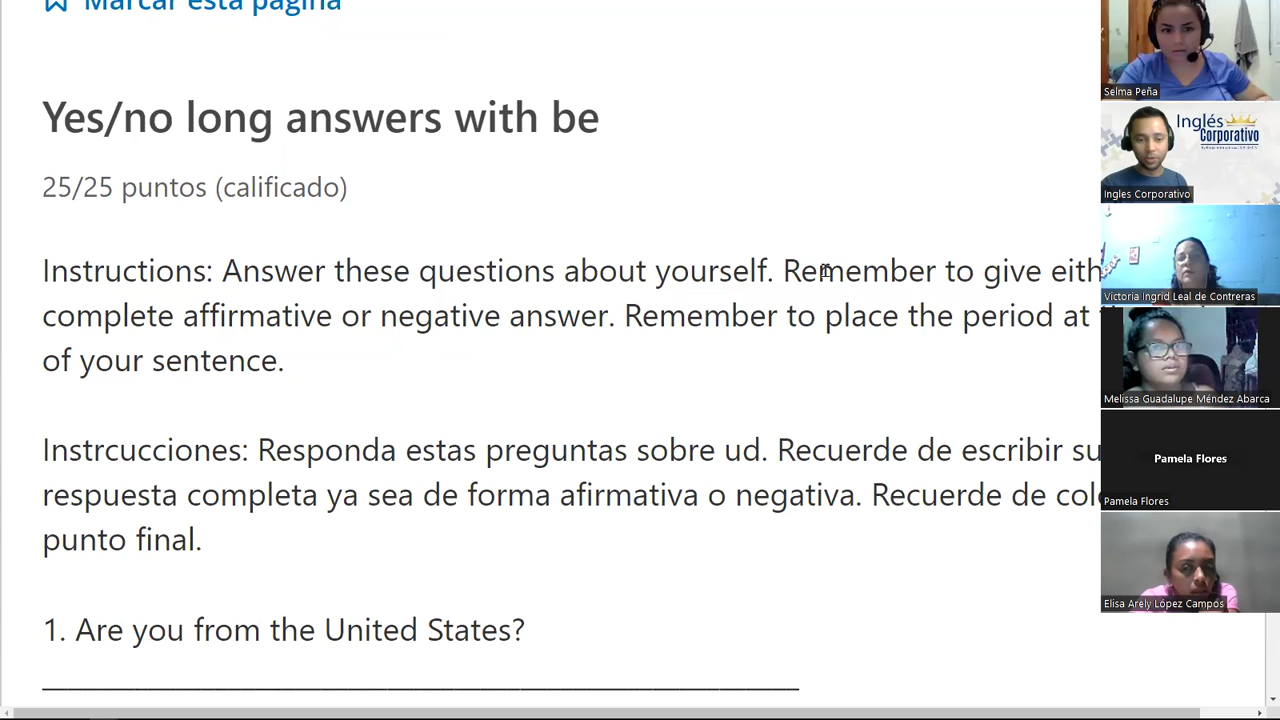 Marcar esta página
Yes/no long answers with be
25/25 puntos (calificado)
Instructions: Answer these questions about yourself. Remember to give eith
complete affirmative or negative answer. Remember to place the period at
of your sentence.
Instrcucciones: Responda estas preguntas sobre ud. Recuerde de escribir su
respuesta completa ya sea de forma afirmativa o negativa. Recuerde de colo
punto final.
1. Are you from the United States?
Selma Peña
Inglés
Corporativo
Ingles Corporativo
Victoria Ingrid Leal de Contreras
Melissa Guadalupe Méndez Abarca
Pamela Flores
Pamela Flores
Elisa Arely López Campos